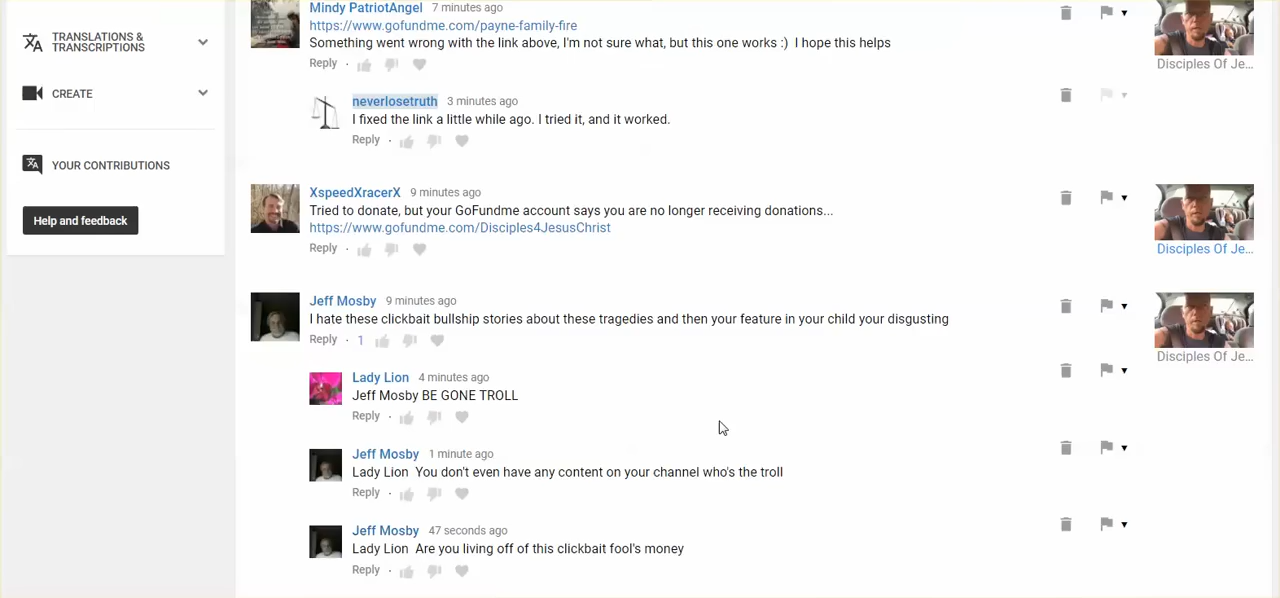 TRANSLATIONS &
TRANSCRIPTIONS
CREATE
YOUR CONTRIBUTIONS
Help and feedback
Mindy PatriotAngel 7 minutes ago
https://www.gofundme.com/payne-family-fire
Something went wrong with the link above, I'm not sure what, but this one works :) I hope this helps
Reply ·
Disciples Of Je...
neverlosetruth 3 minutes ago
I fixed the link a little while ago. I tried it, and it worked.
Reply ·
XspeedXracerX 9 minutes ago
Tried to donate, but your GoFundme account says you are no longer receiving donations...
https://www.gofundme.com/Disciples4JesusChrist
Reply ·
Disciples Of Je...
Jeff Mosby 9 minutes ago
I hate these clickbait bullship stories about these tragedies and then your feature in your child your disgusting
Reply · 1
Disciples Of Je...
Lady Lion 4 minutes ago
Jeff Mosby BE GONE TROLL
Reply ·
Jeff Mosby 1 minute ago
Lady Lion You don't even have any content on your channel who's the troll
Reply ·
Jeff Mosby 47 seconds ago
Lady Lion Are you living off of this clickbait fool's money
Reply ·